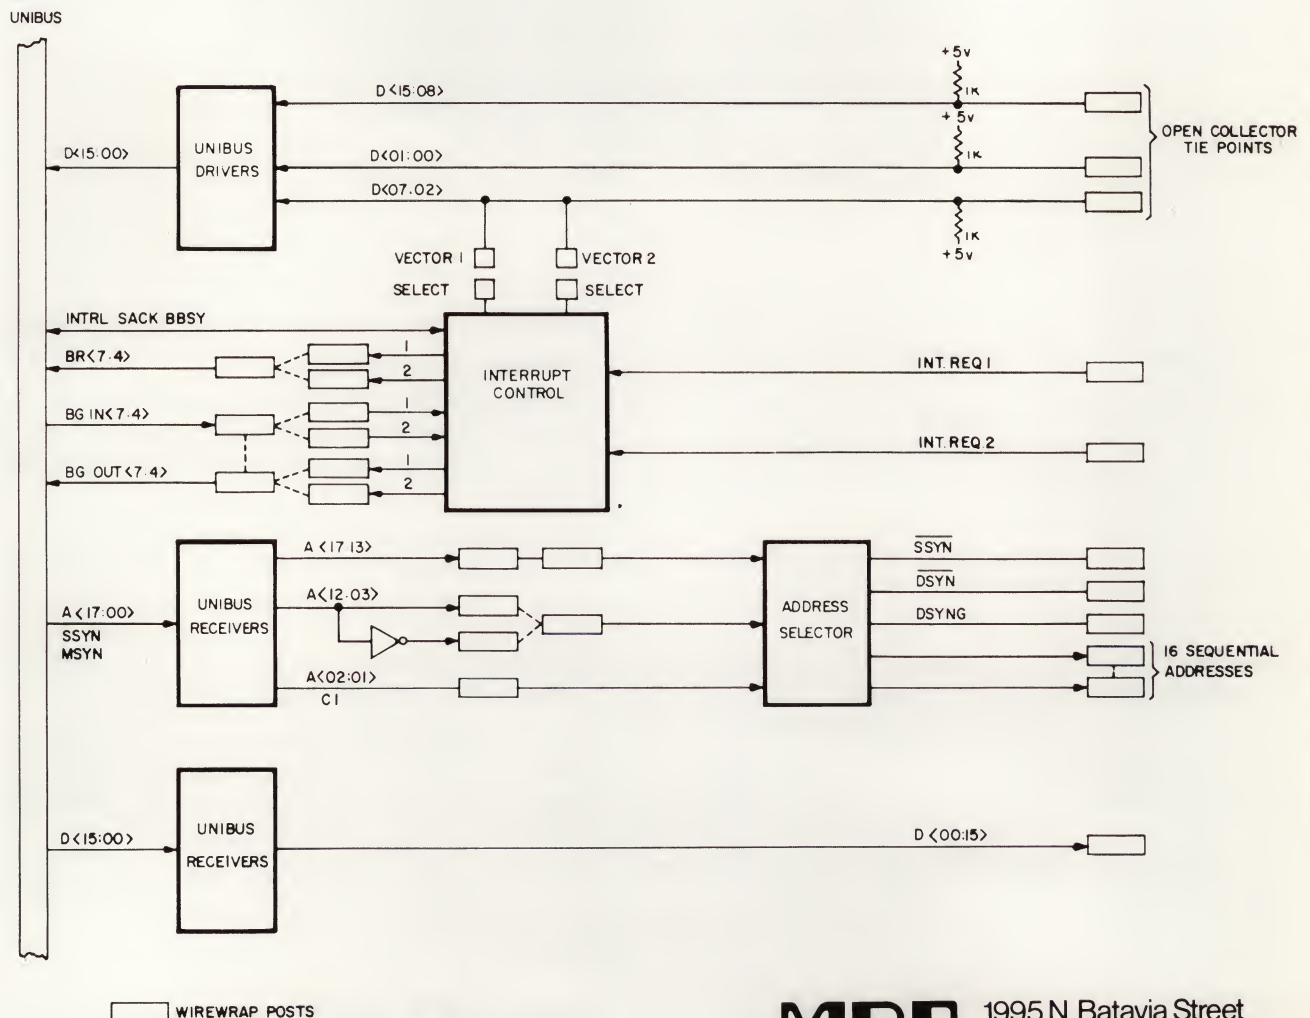 UNIBUS
+5v
1K
D<15:08>
+5v
1K
OPEN COLLECTOR
TIE POINTS
D<15:00>
UNIBUS
DRIVERS
D<01:00>
D<07.02>
1K
+5v
VECTOR 1
VECTOR 2
SELECT
SELECT
INTRL SACK BBSY
BR<7.4>
1
2
INTERRUPT
CONTROL
INT. REQ 1
BG IN<7.4>
1
2
INT. REQ. 2
BG OUT<7.4>
1
2
A<17:00>
SSYN
MSYN
UNIBUS
RECEIVERS
A<17:13>
A<12:03>
A<02:01>
C1
ADDRESS
SELECTOR
SSYN
DSYN
DSYNG
16 SEQUENTIAL
ADDRESSES
D<15:00>
UNIBUS
RECEIVERS
D<00:15>
WIREWRAP POSTS
1995 N. Batavia Street